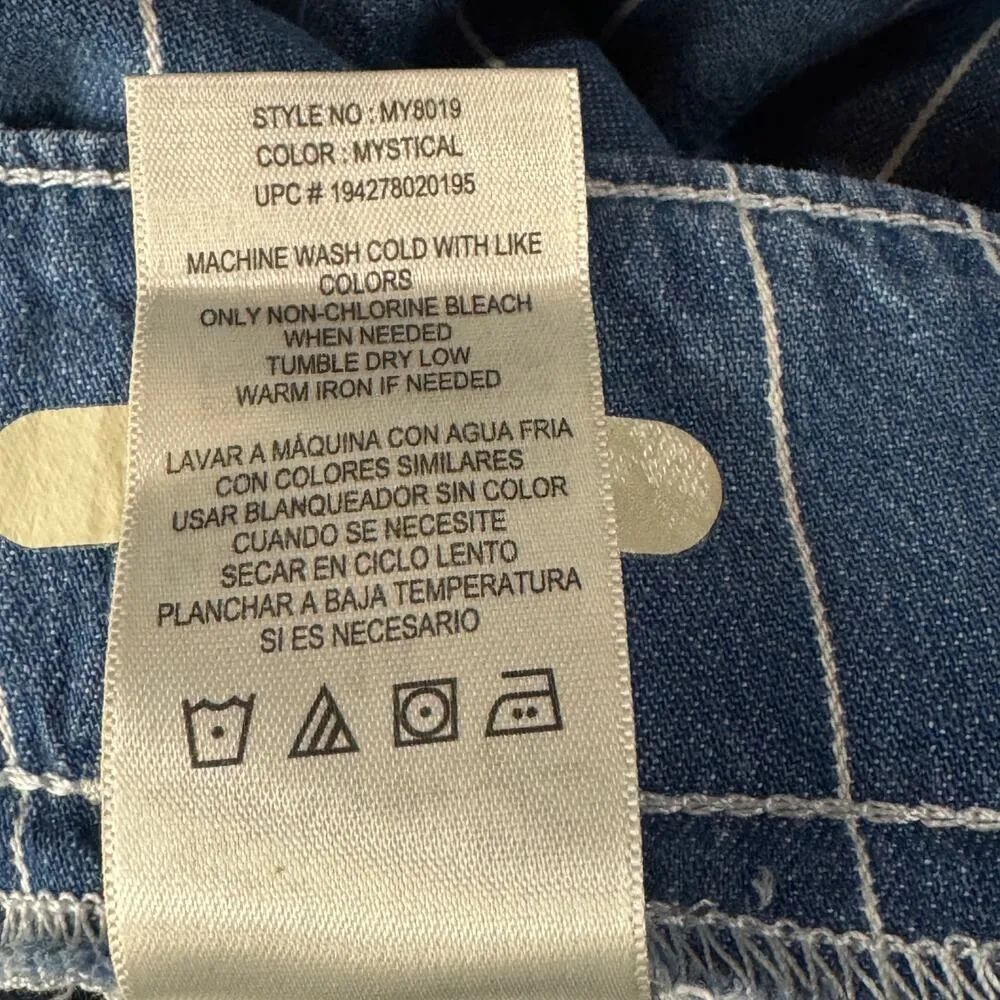 STYLE NO : MY8019
COLOR : MYSTICAL
UPC # 194278020195
MACHINE WASH COLD WITH LIKE
COLORS
ONLY NON-CHLORINE BLEACH
WHEN NEEDED
TUMBLE DRY LOW
WARM IRON IF NEEDED
LAVAR A MÁQUINA CON AGUA FRIA
CON COLORES SIMILARES
USAR BLANQUEADOR SIN COLOR
CUANDO SE NECESITE
SECAR EN CICLO LENTO
PLANCHAR A BAJA TEMPERATURA
SI ES NECESARIO